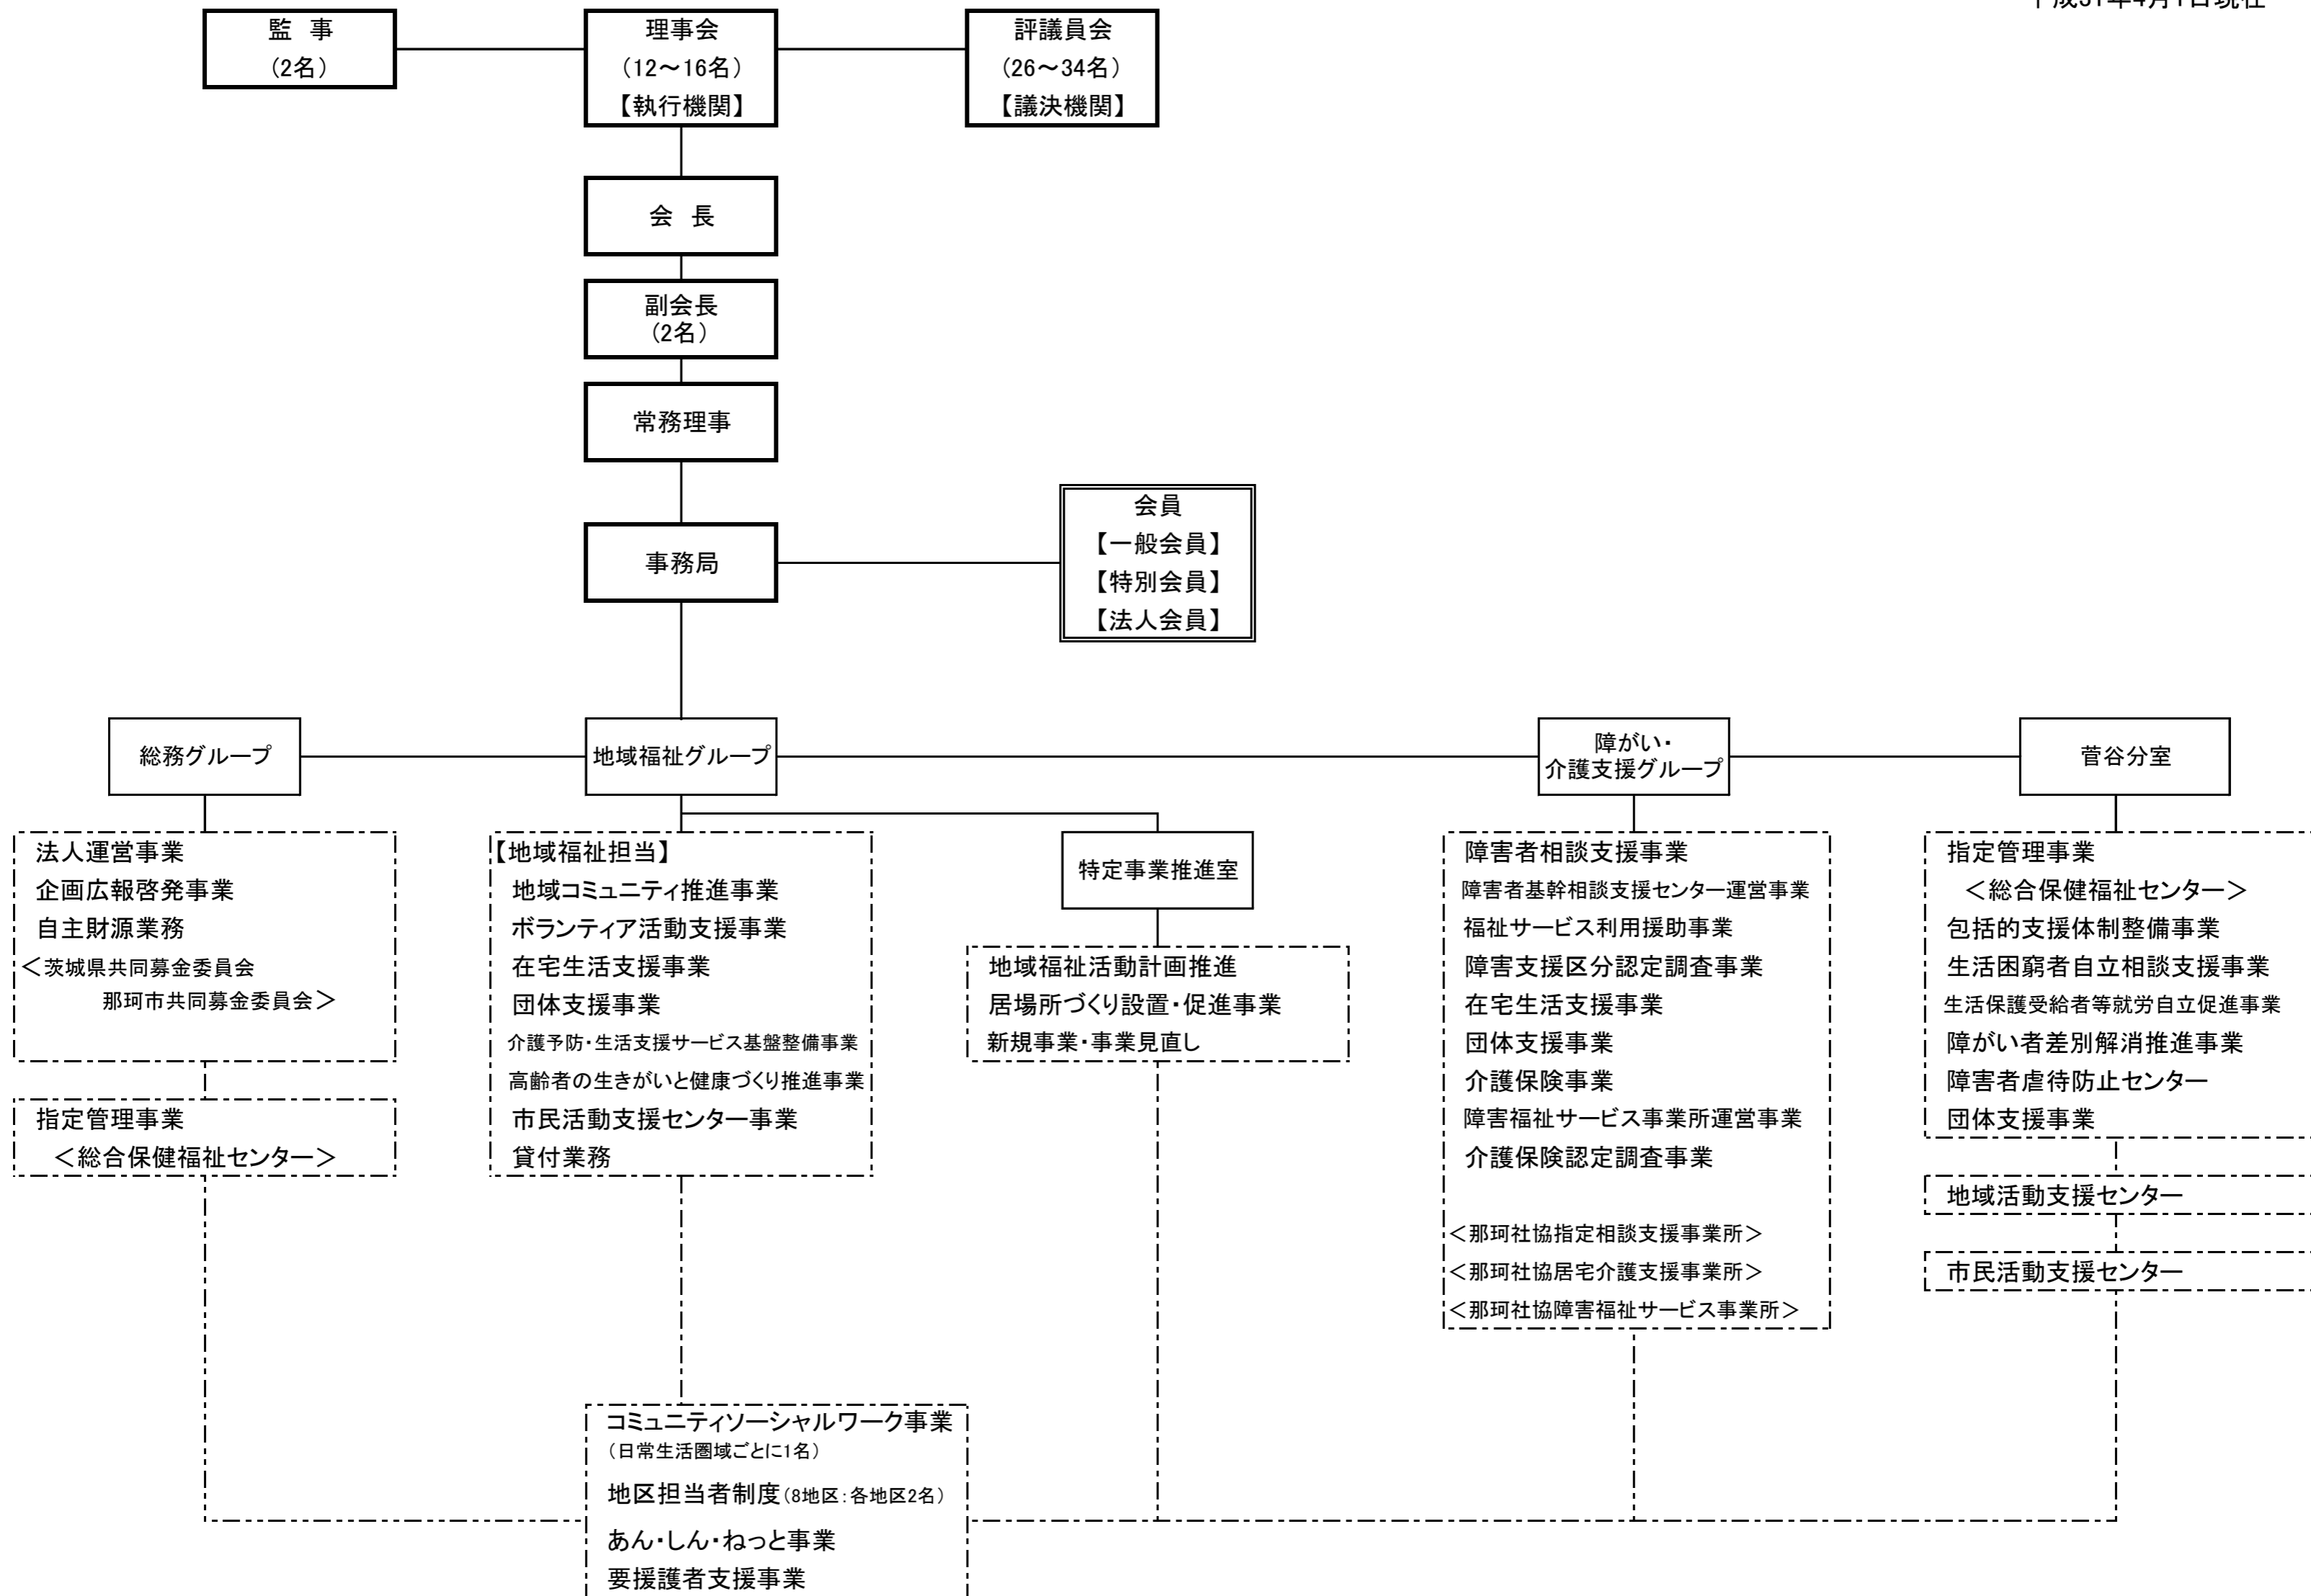 平成31年4月1日現在
監　事
（2名）
理事会
（12～16名）
【執行機関】
評議員会
（26～34名）
【議決機関】
会　長
副会長
（2名）
常務理事
事務局
会員
【一般会員】
【特別会員】
【法人会員】
総務グループ
地域福祉グループ
障がい・
介護支援グループ
菅谷分室
法人運営事業
企画広報啓発事業
自主財源業務
＜茨城県共同募金委員会
那珂市共同募金委員会＞
指定管理事業
＜総合保健福祉センター＞
【地域福祉担当】
地域コミュニティ推進事業
ボランティア活動支援事業
在宅生活支援事業
団体支援事業
介護予防・生活支援サービス基盤整備事業
高齢者の生きがいと健康づくり推進事業
市民活動支援センター事業
貸付業務
特定事業推進室
地域福祉活動計画推進
居場所づくり設置・促進事業
新規事業・事業見直し
障害者相談支援事業
障害者基幹相談支援センター運営事業
福祉サービス利用援助事業
障害支援区分認定調査事業
在宅生活支援事業
団体支援事業
介護保険事業
障害福祉サービス事業所運営事業
介護保険認定調査事業
＜那珂社協指定相談支援事業所＞
＜那珂社協居宅介護支援事業所＞
＜那珂社協障害福祉サービス事業所＞
指定管理事業
＜総合保健福祉センター＞
包括的支援体制整備事業
生活困窮者自立相談支援事業
生活保護受給者等就労自立促進事業
障がい者差別解消推進事業
障害者虐待防止センター
団体支援事業
地域活動支援センター
市民活動支援センター
コミュニティソーシャルワーク事業
（日常生活圏域ごとに1名）
地区担当者制度（8地区：各地区2名）
あん・しん・ねっと事業
要援護者支援事業